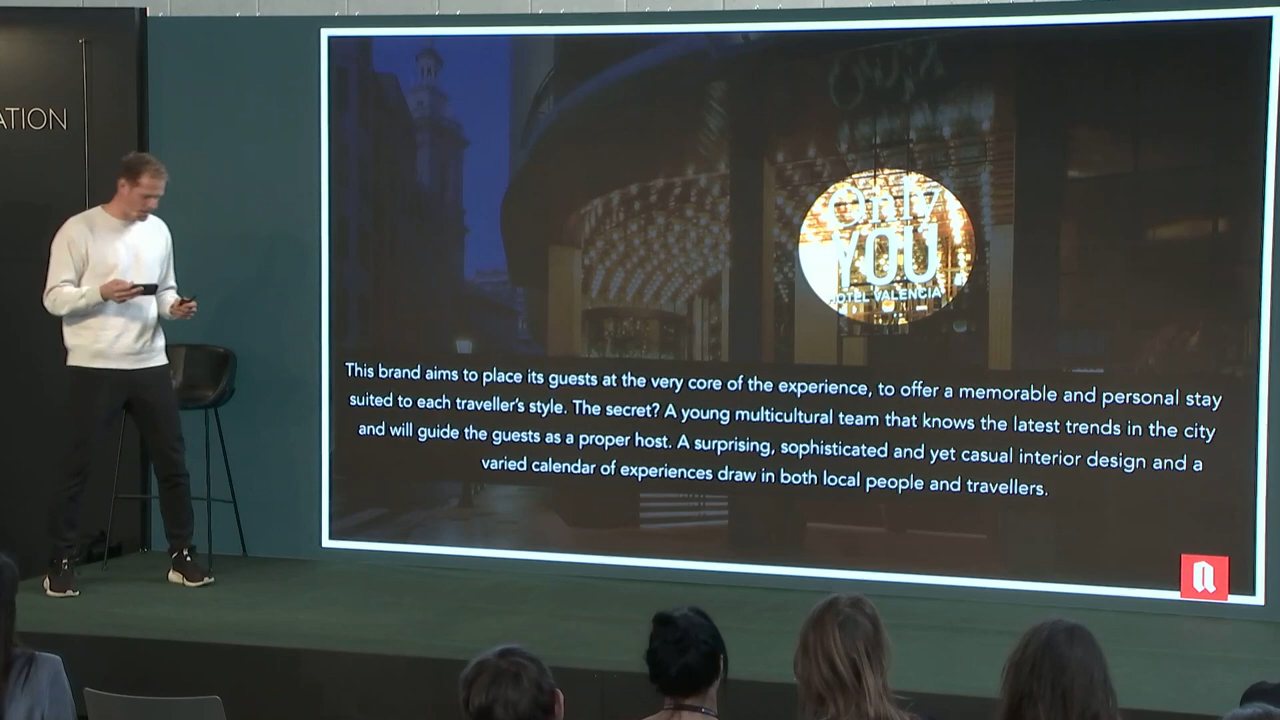 ATION
Only
YOU
HOTEL VALENCIA
This brand aims to place its guests at the very core of the experience, to offer a memorable and personal stay
suited to each traveller's style. The secret? A young multicultural team that knows the latest trends in the city
and will guide the guests as a proper host. A surprising, sophisticated and yet casual interior design and a
varied calendar of experiences draw in both local people and travellers.